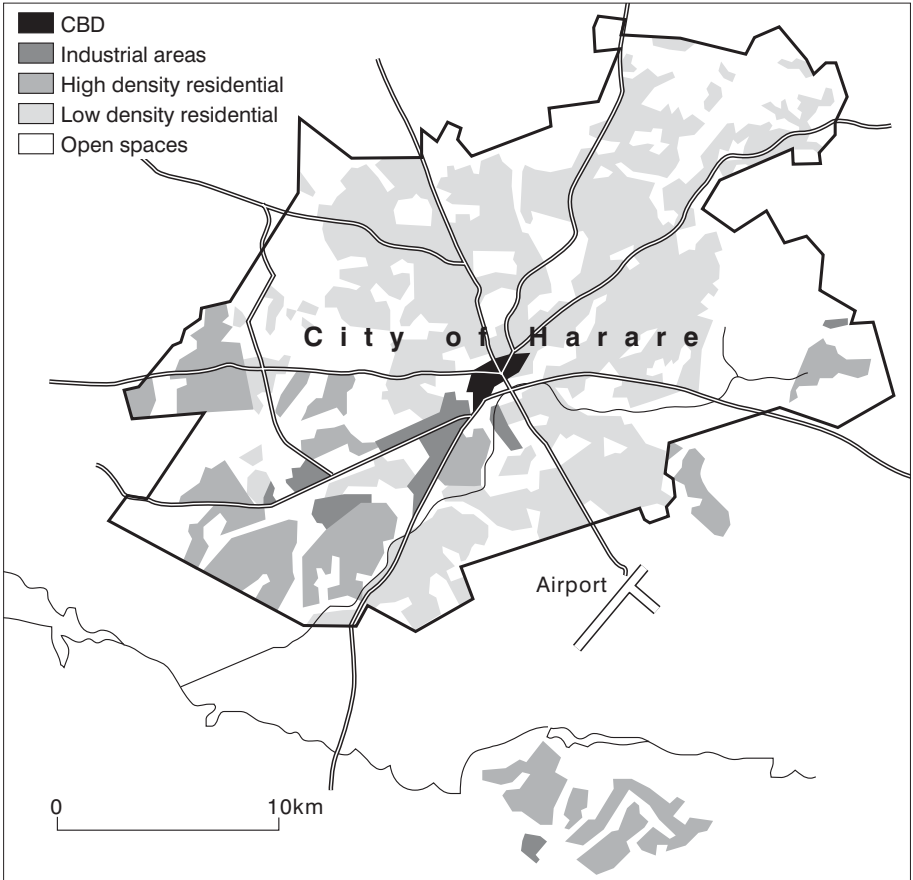 CBD
Industrial areas
High density residential
Low density residential
Open spaces
City of Harare
Airport
0 10km